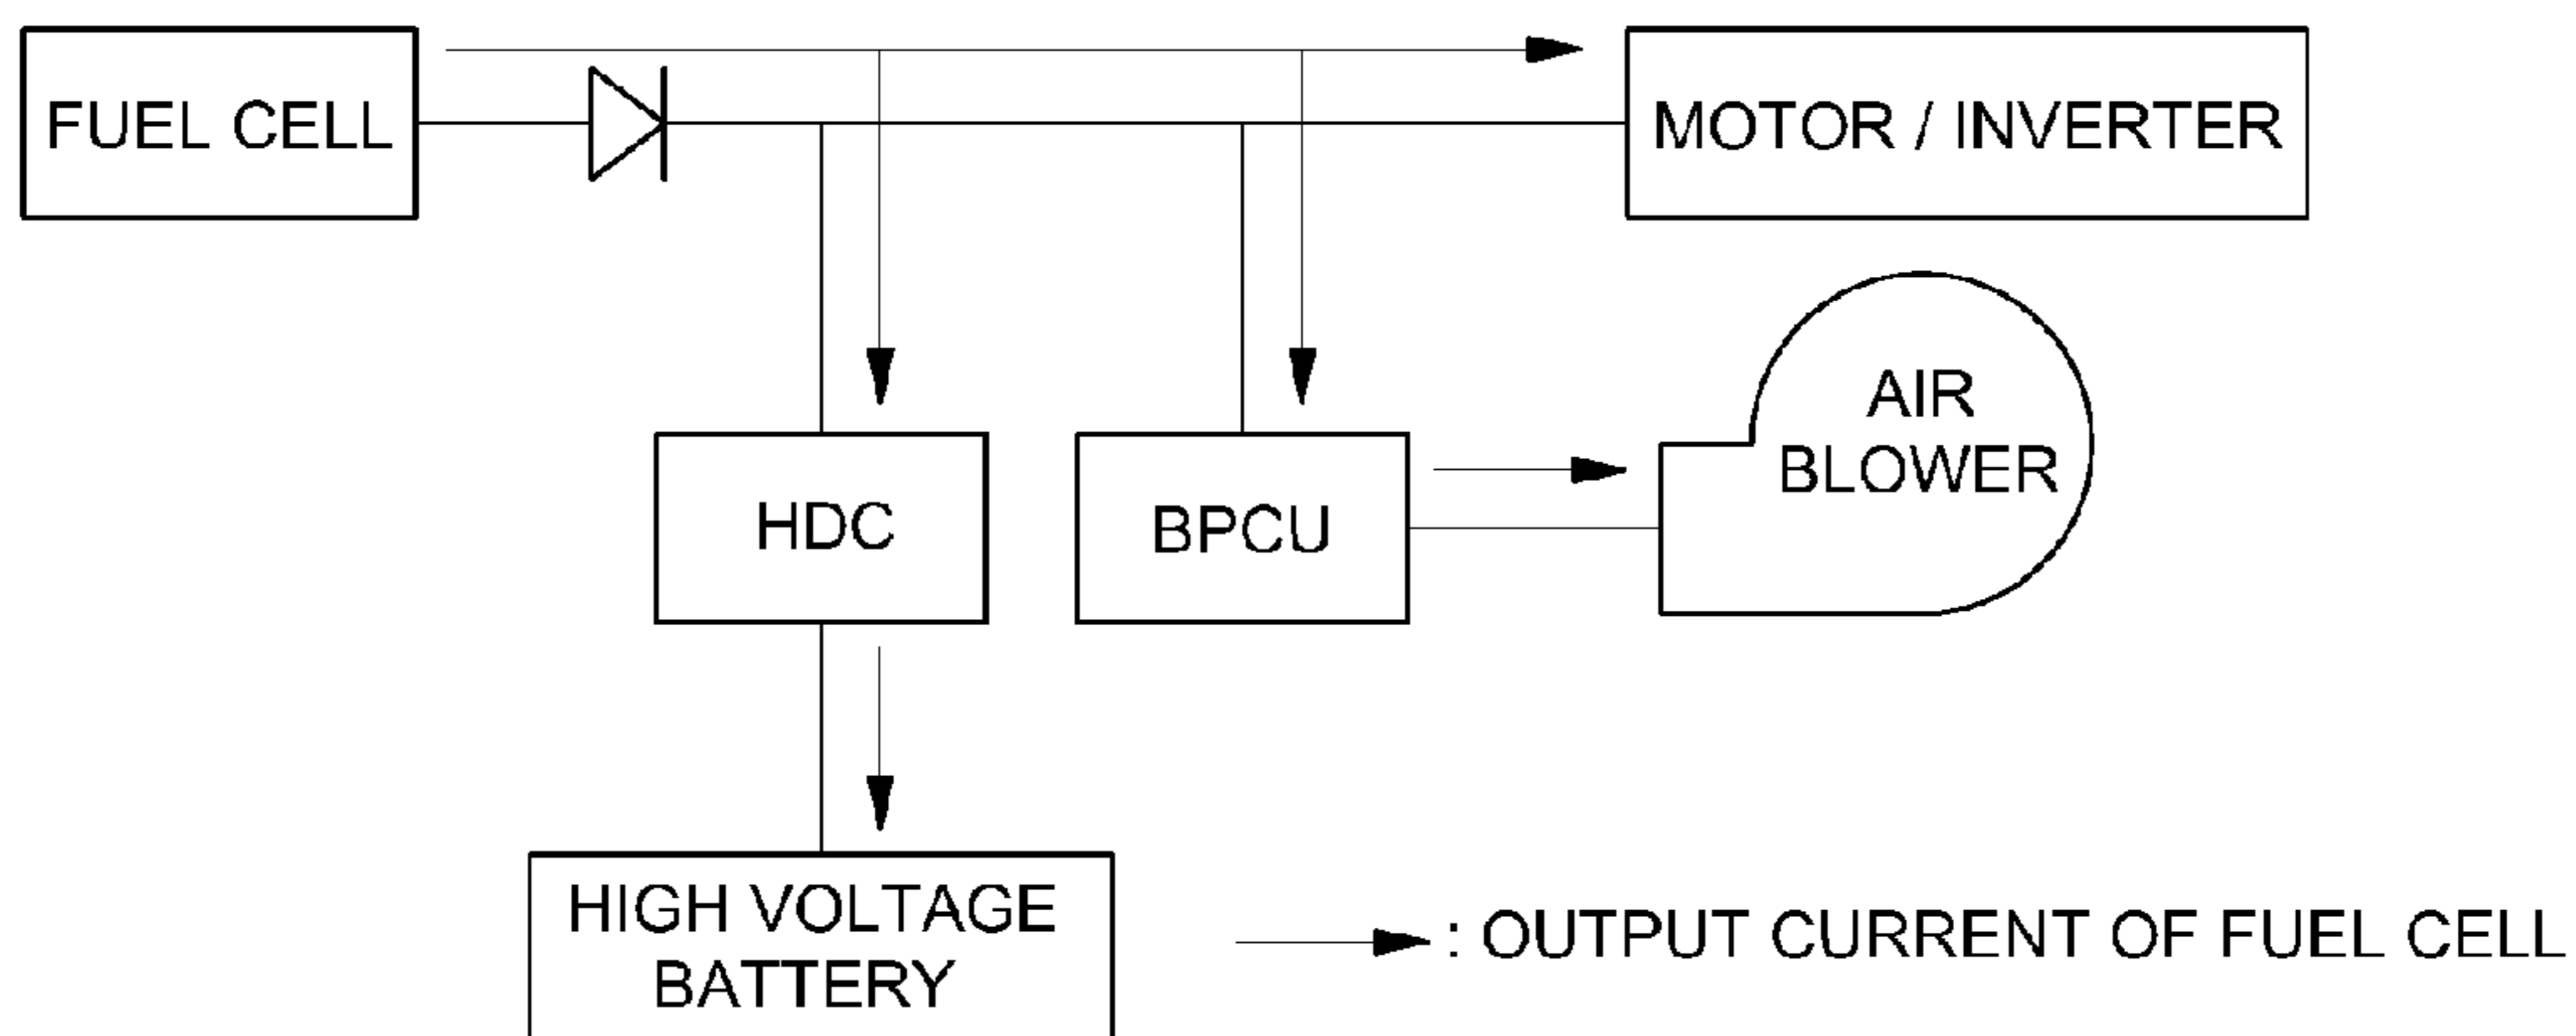 FUEL CELL
MOTOR / INVERTER
AIR
BLOWER
HDC
BPCU
HIGH VOLTAGE
BATTERY
: OUTPUT CURRENT OF FUEL CELL